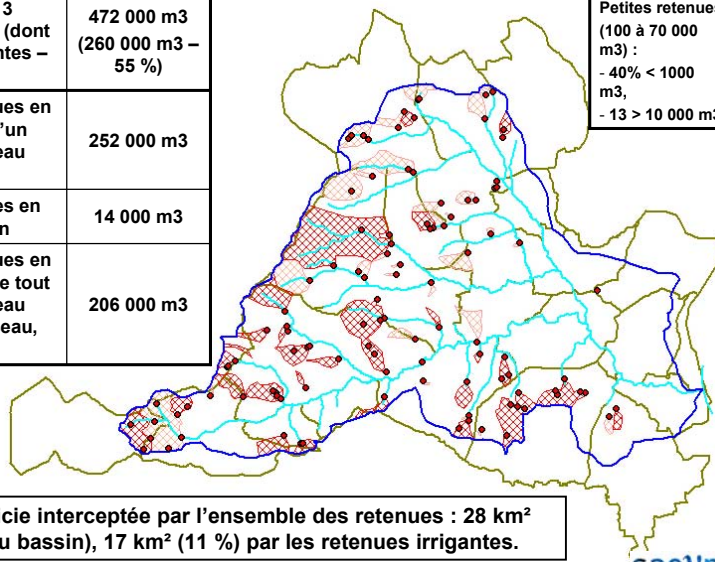 3
(dont
ntes –
472 000 m3
(260 000 m3 –
55 %)
ues en
d'un
eau
252 000 m3
es en
n
14 000 m3
ues en
e tout
eau
eau,
206 000 m3
Petites retenues
(100 à 70 000
m3) :
- 40% < 1000
m3,
- 13 > 10 000 m3
icie interceptée par l'ensemble des retenues : 28 km²
u bassin), 17 km² (11 %) par les retenues irrigantes.